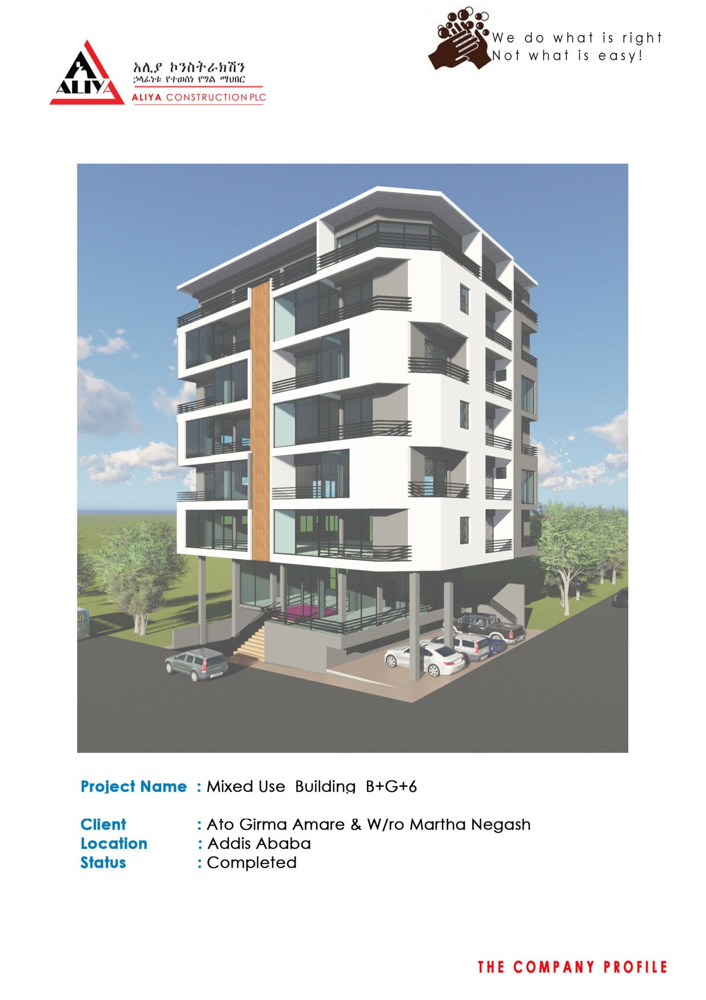 We do what is right
Not what is easy!
ALIYA
አሊያ ኮንስትራክሽን
ኃላፊነቱ የተወሰነ የግል ማህበር
ALIYA CONSTRUCTION PLC
Project Name : Mixed Use Building B+G+6
Client : Ato Girma Amare & W/ro Martha Negash
Location : Addis Ababa
Status : Completed
THE COMPANY PROFILE